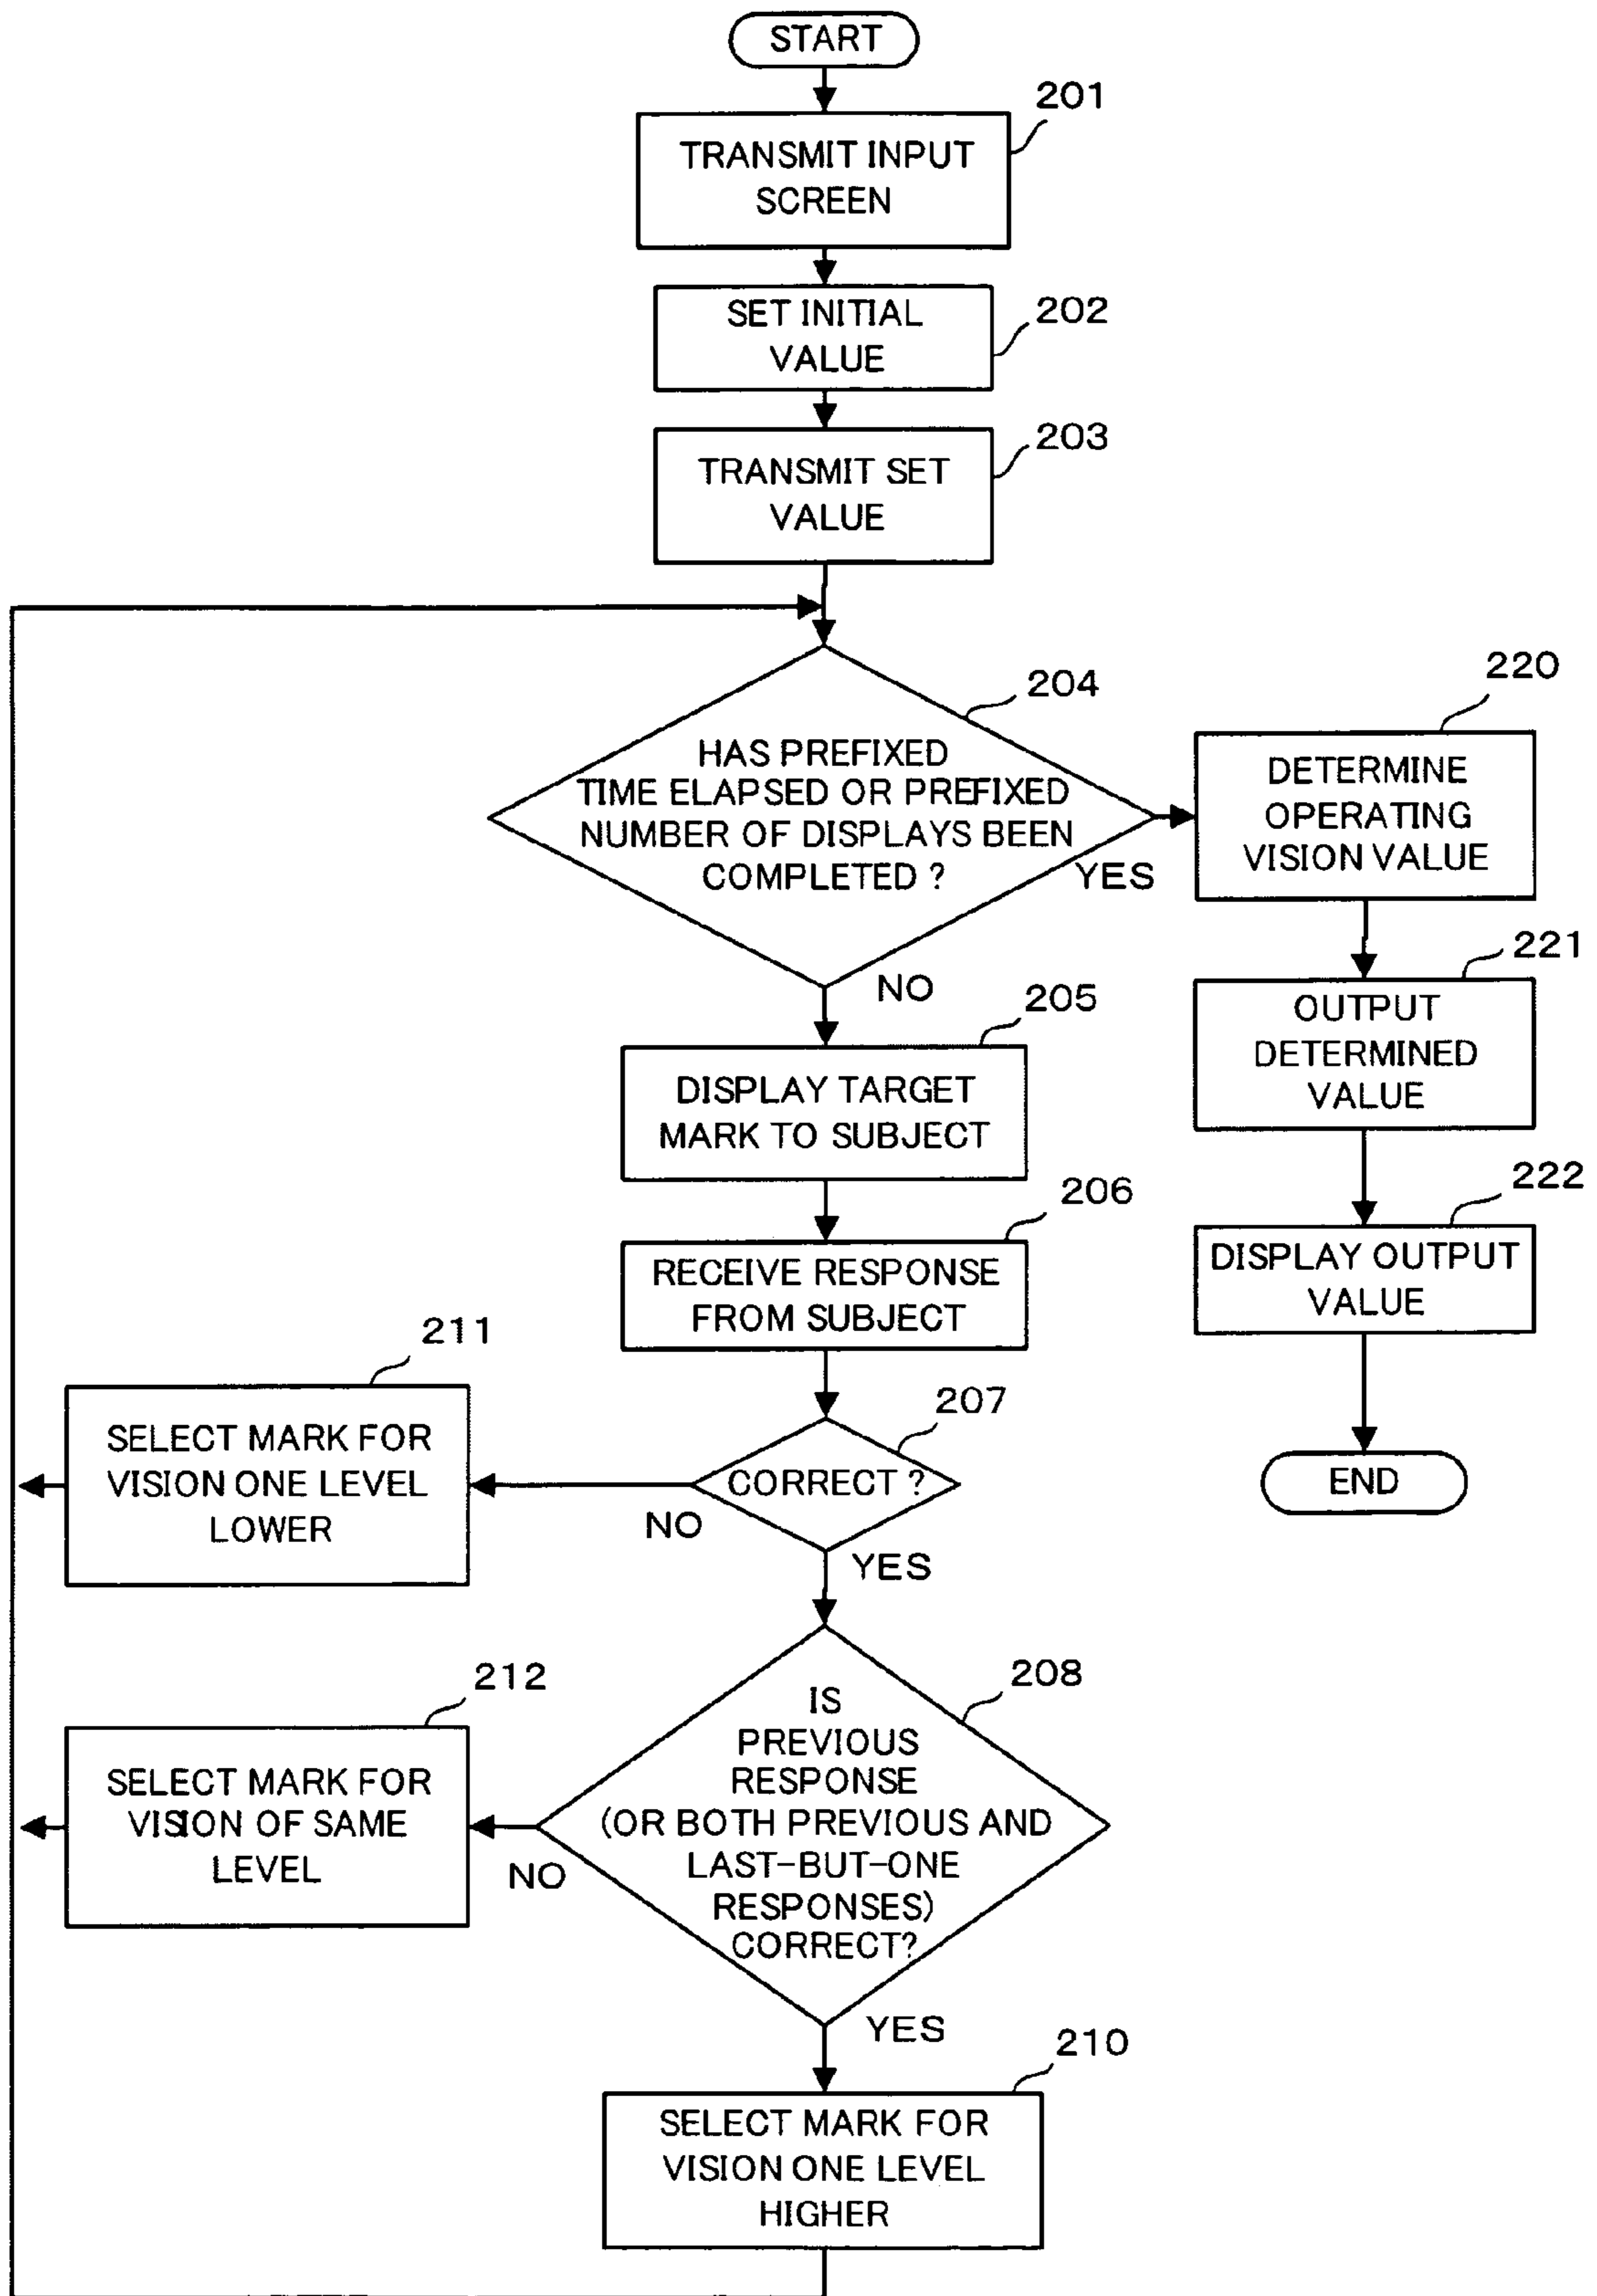 START
201
TRANSMIT INPUT
SCREEN
202
SET INITIAL
VALUE
203
TRANSMIT SET
VALUE
204
HAS PREFIXED
TIME ELAPSED OR PREFIXED
NUMBER OF DISPLAYS BEEN
COMPLETED ?
YES
NO
220
DETERMINE
OPERATING
VISION VALUE
221
OUTPUT
DETERMINED
VALUE
222
DISPLAY OUTPUT
VALUE
END
205
DISPLAY TARGET
MARK TO SUBJECT
206
RECEIVE RESPONSE
FROM SUBJECT
207
CORRECT ?
NO
YES
211
SELECT MARK FOR
VISION ONE LEVEL
LOWER
208
IS
PREVIOUS
RESPONSE
(OR BOTH PREVIOUS AND
LAST-BUT-ONE
RESPONSES)
CORRECT?
NO
YES
212
SELECT MARK FOR
VISION OF SAME
LEVEL
210
SELECT MARK FOR
VISION ONE LEVEL
HIGHER